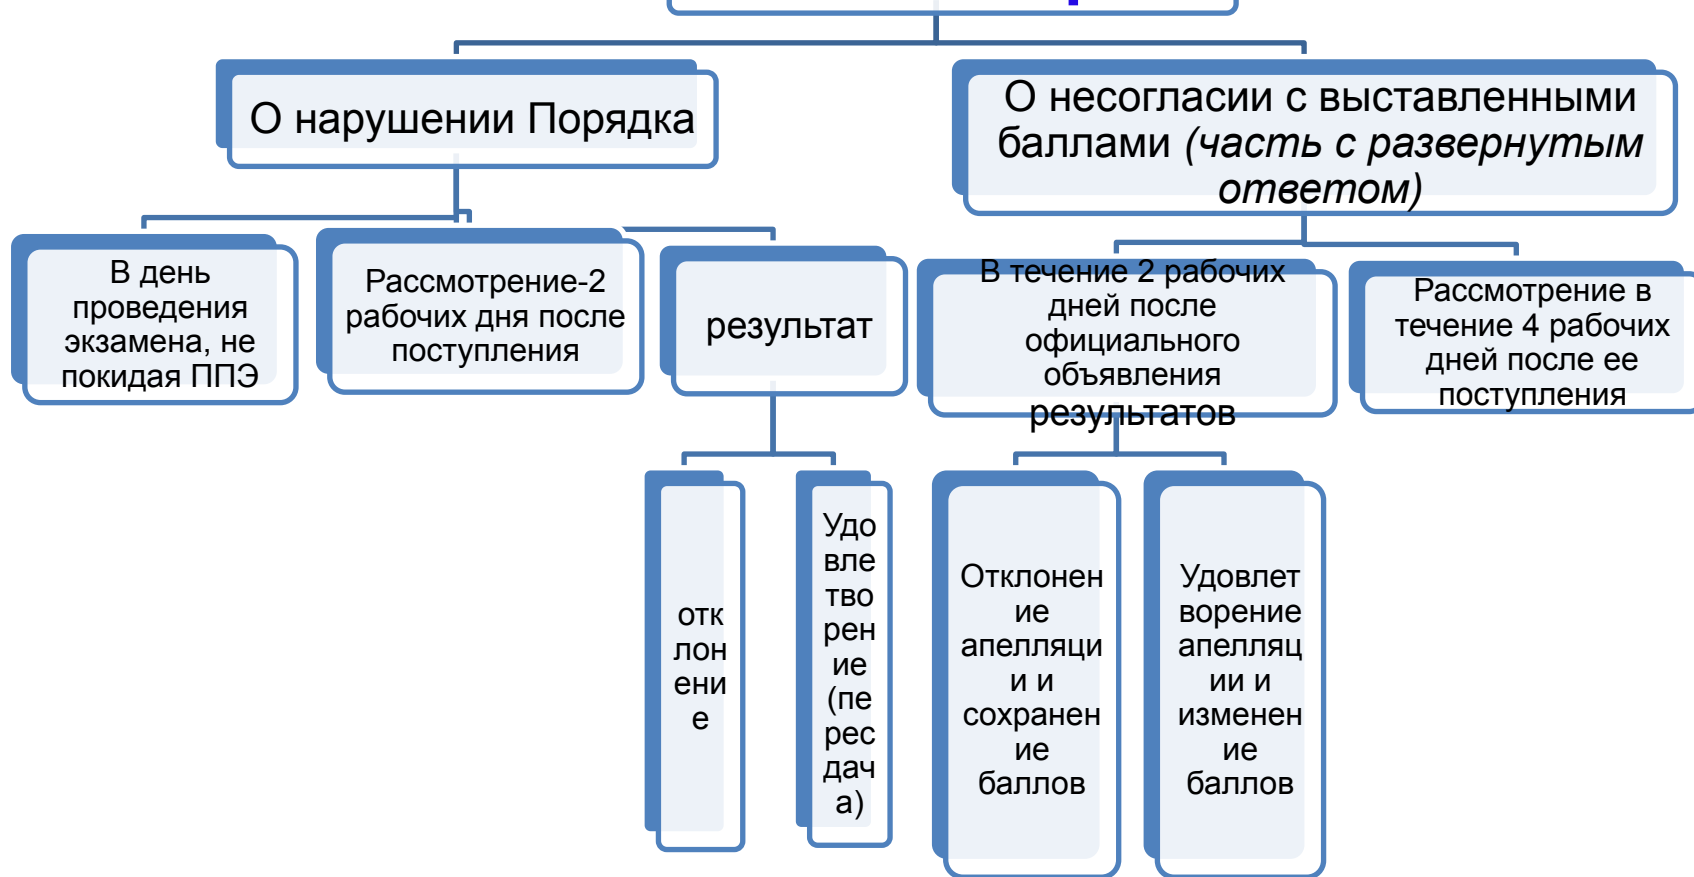 О нарушении Порядка
О несогласии с выставленными
баллами (часть с развернутым
ответом)
В день
проведения
экзамена, не
покидая ППЭ
Рассмотрение-2
рабочих дня после
поступления
результат
В течение 2 рабочих
дней после
официального
объявления
результатов
Рассмотрение в
течение 4 рабочих
дней после ее
поступления
отк
лон
ени
е
Удо
вле
тво
рен
ие
(пе
рес
дач
а)
Отклонен
ие
апелляци
и и
сохранен
ие
баллов
Удовлет
ворение
апелляц
ии и
изменен
ие
баллов